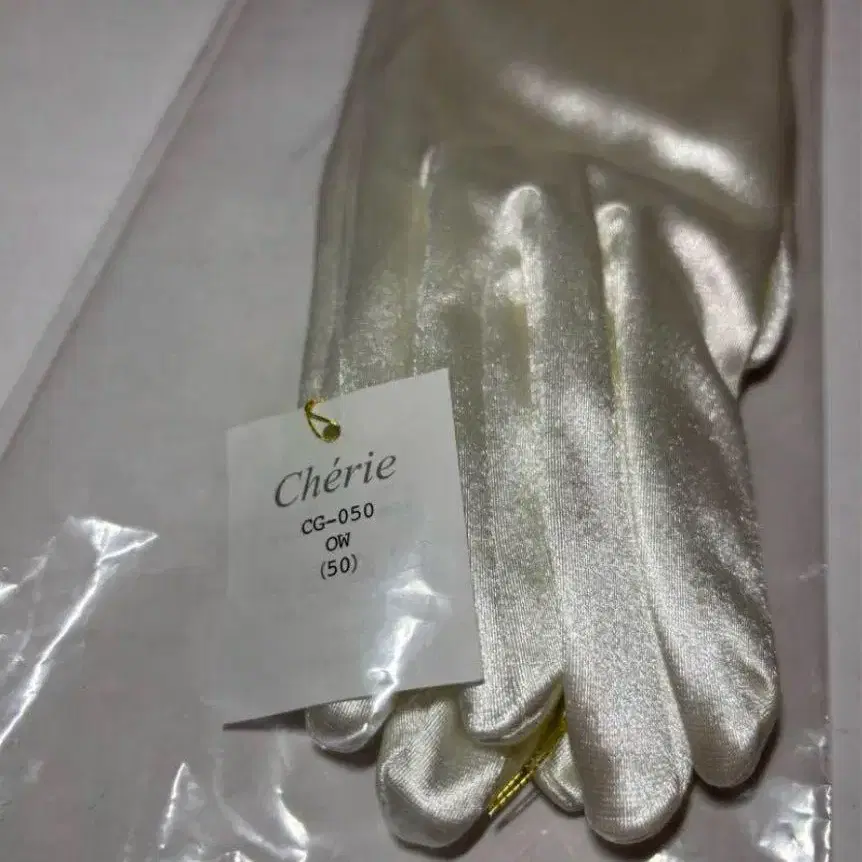 Chérie
CG-050
OW
(50)